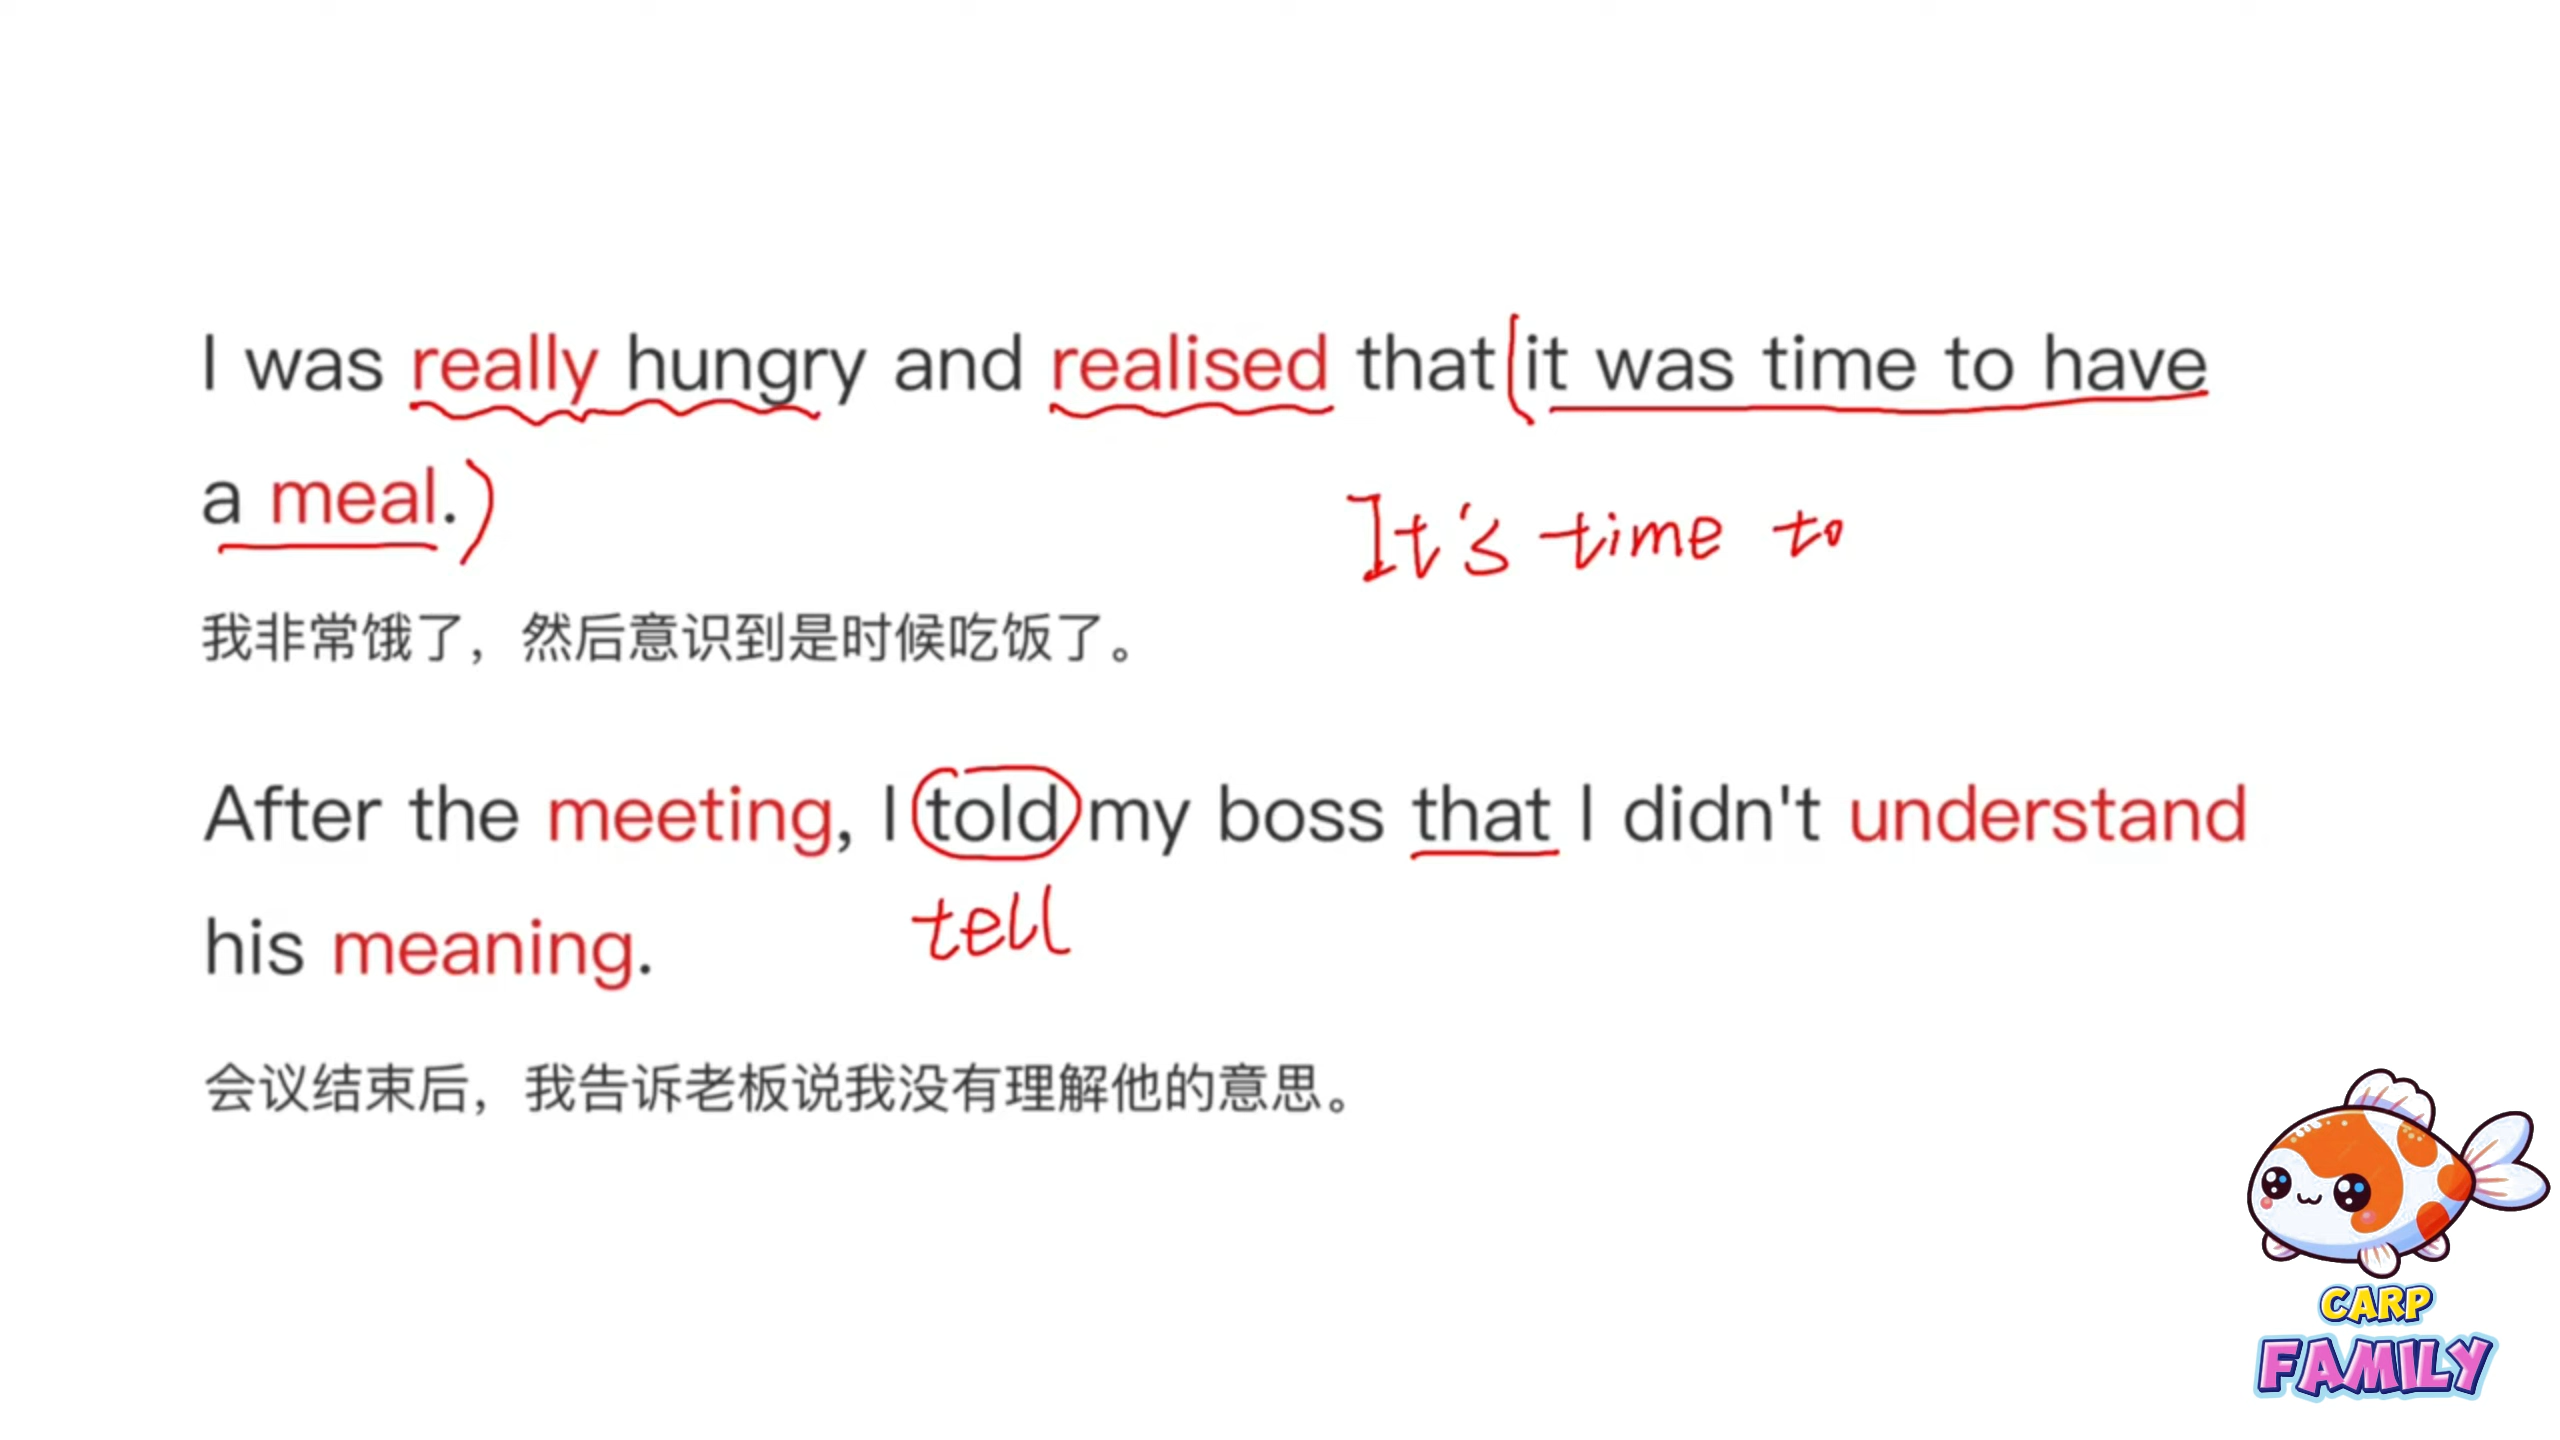 I was really hungry and realised that (it was time to have
a meal.)
It's time to
我非常饿了，然后意识到是时候吃饭了。
After the meeting, I told my boss that I didn't understand
tell
his meaning.
会议结束后，我告诉老板说我没有理解他的意思。
CARP
FAMILY